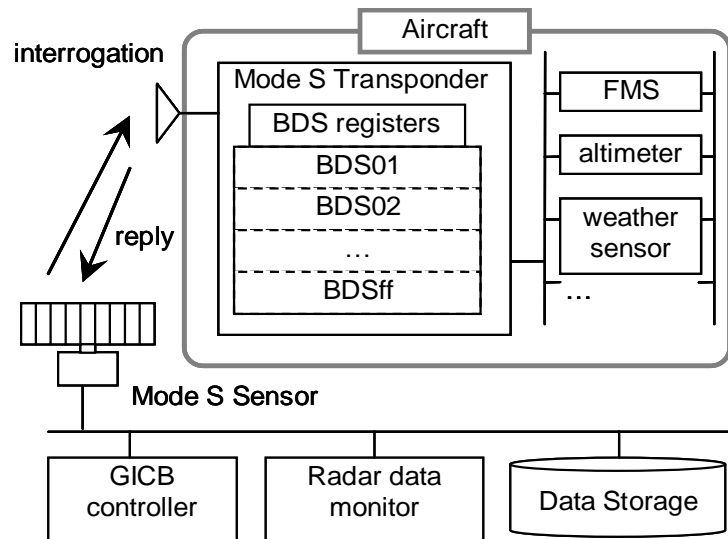 Aircraft
interrogation
Mode S Transponder
BDS registers
BDS01
BDS02
...
BDSff
FMS
altimeter
weather
sensor
...
reply
Mode S Sensor
GICB
controller
Radar data
monitor
Data Storage